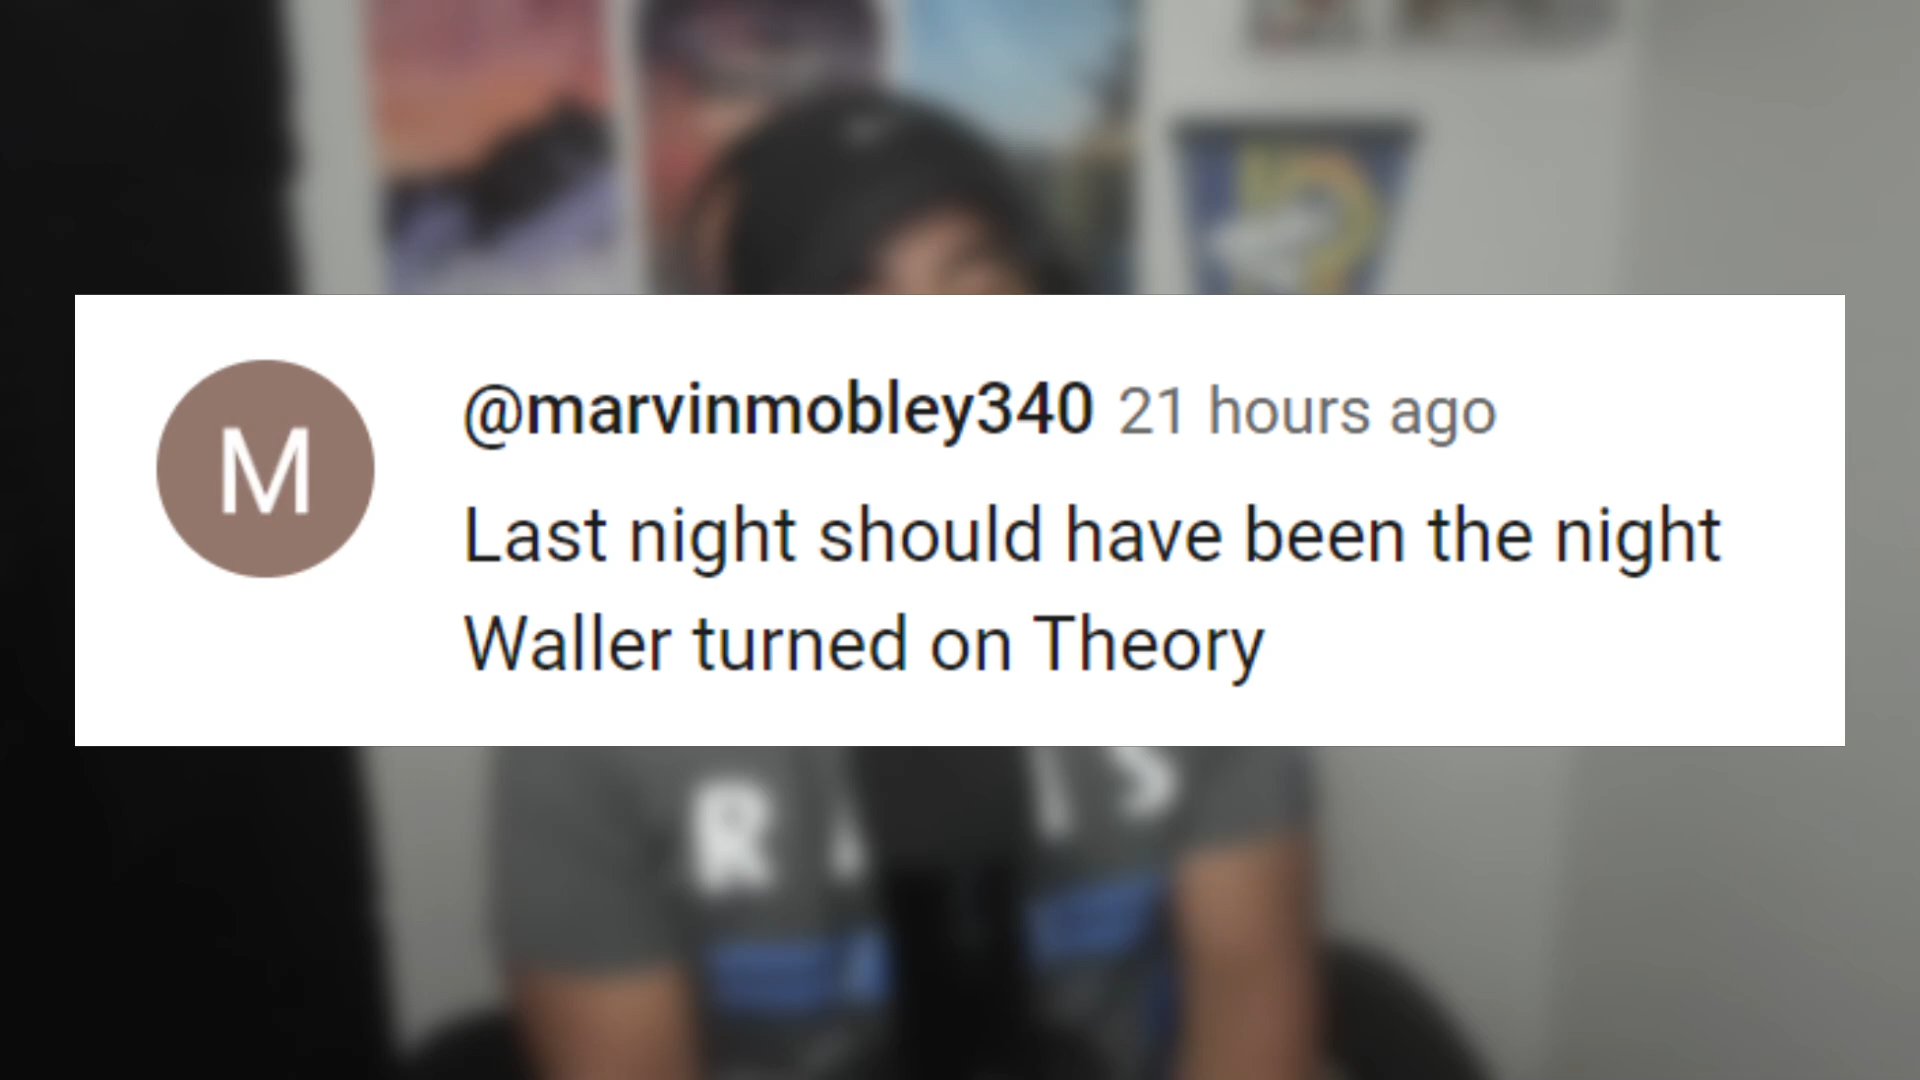 M
@marvinmobley340 21 hours ago
Last night should have been the night
Waller turned on Theory